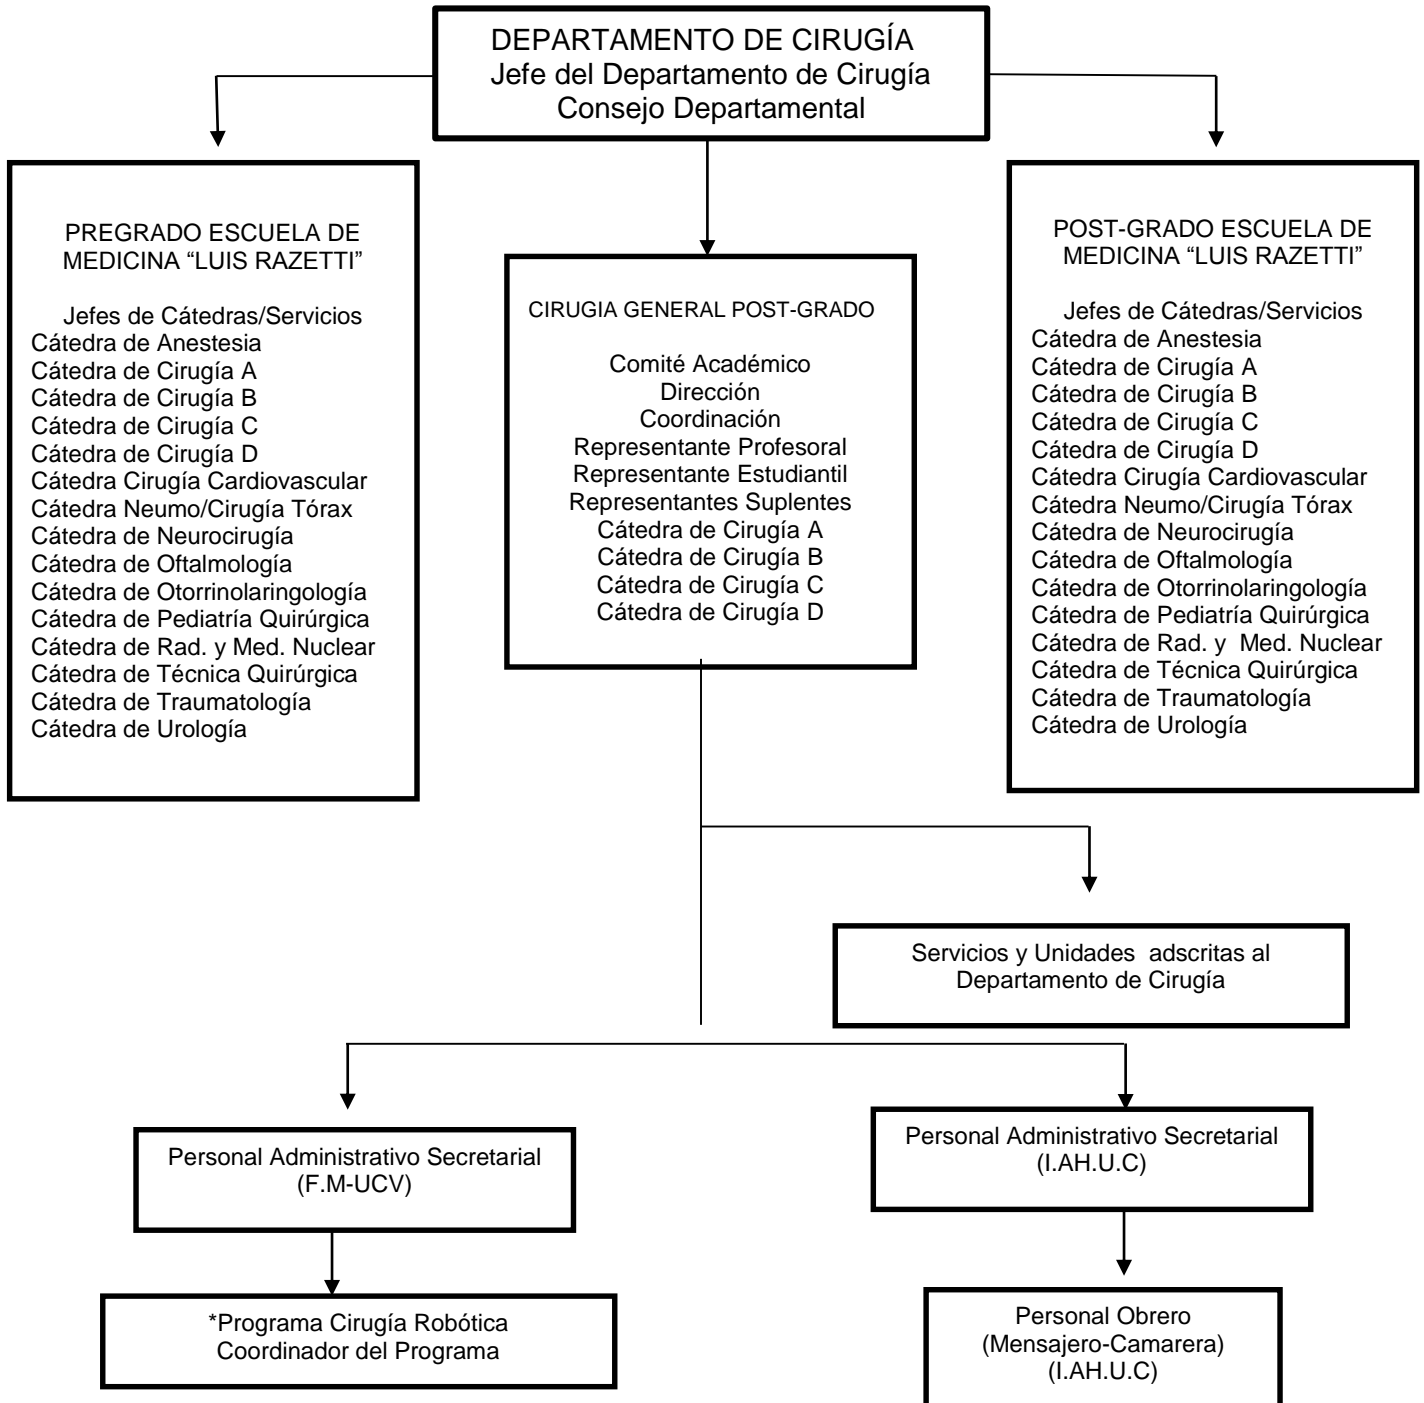 DEPARTAMENTO DE CIRUGÍA
Jefe del Departamento de Cirugía
Consejo Departamental
PREGRADO ESCUELA DE
MEDICINA “LUIS RAZETTI”
Jefes de Cátedras/Servicios
Cátedra de Anestesia
Cátedra de Cirugía A
Cátedra de Cirugía B
Cátedra de Cirugía C
Cátedra de Cirugía D
Cátedra Cirugía Cardiovascular
Cátedra Neumo/Cirugía Tórax
Cátedra de Neurocirugía
Cátedra de Oftalmología
Cátedra de Otorrinolaringología
Cátedra de Pediatría Quirúrgica
Cátedra de Rad. y Med. Nuclear
Cátedra de Técnica Quirúrgica
Cátedra de Traumatología
Cátedra de Urología
CIRUGIA GENERAL POST-GRADO
Comité Académico
Dirección
Coordinación
Representante Profesoral
Representante Estudiantil
Representantes Suplentes
Cátedra de Cirugía A
Cátedra de Cirugía B
Cátedra de Cirugía C
Cátedra de Cirugía D
POST-GRADO ESCUELA DE
MEDICINA “LUIS RAZETTI”
Jefes de Cátedras/Servicios
Cátedra de Anestesia
Cátedra de Cirugía A
Cátedra de Cirugía B
Cátedra de Cirugía C
Cátedra de Cirugía D
Cátedra Cirugía Cardiovascular
Cátedra Neumo/Cirugía Tórax
Cátedra de Neurocirugía
Cátedra de Oftalmología
Cátedra de Otorrinolaringología
Cátedra de Pediatría Quirúrgica
Cátedra de Rad. y  Med. Nuclear
Cátedra de Técnica Quirúrgica
Cátedra de Traumatología
Cátedra de Urología
Servicios y Unidades  adscritas al
Departamento de Cirugía
Personal Administrativo Secretarial
(F.M-UCV)
Personal Administrativo Secretarial
(I.AH.U.C)
*Programa Cirugía Robótica
Coordinador del Programa
Personal Obrero
(Mensajero-Camarera)
(I.AH.U.C)